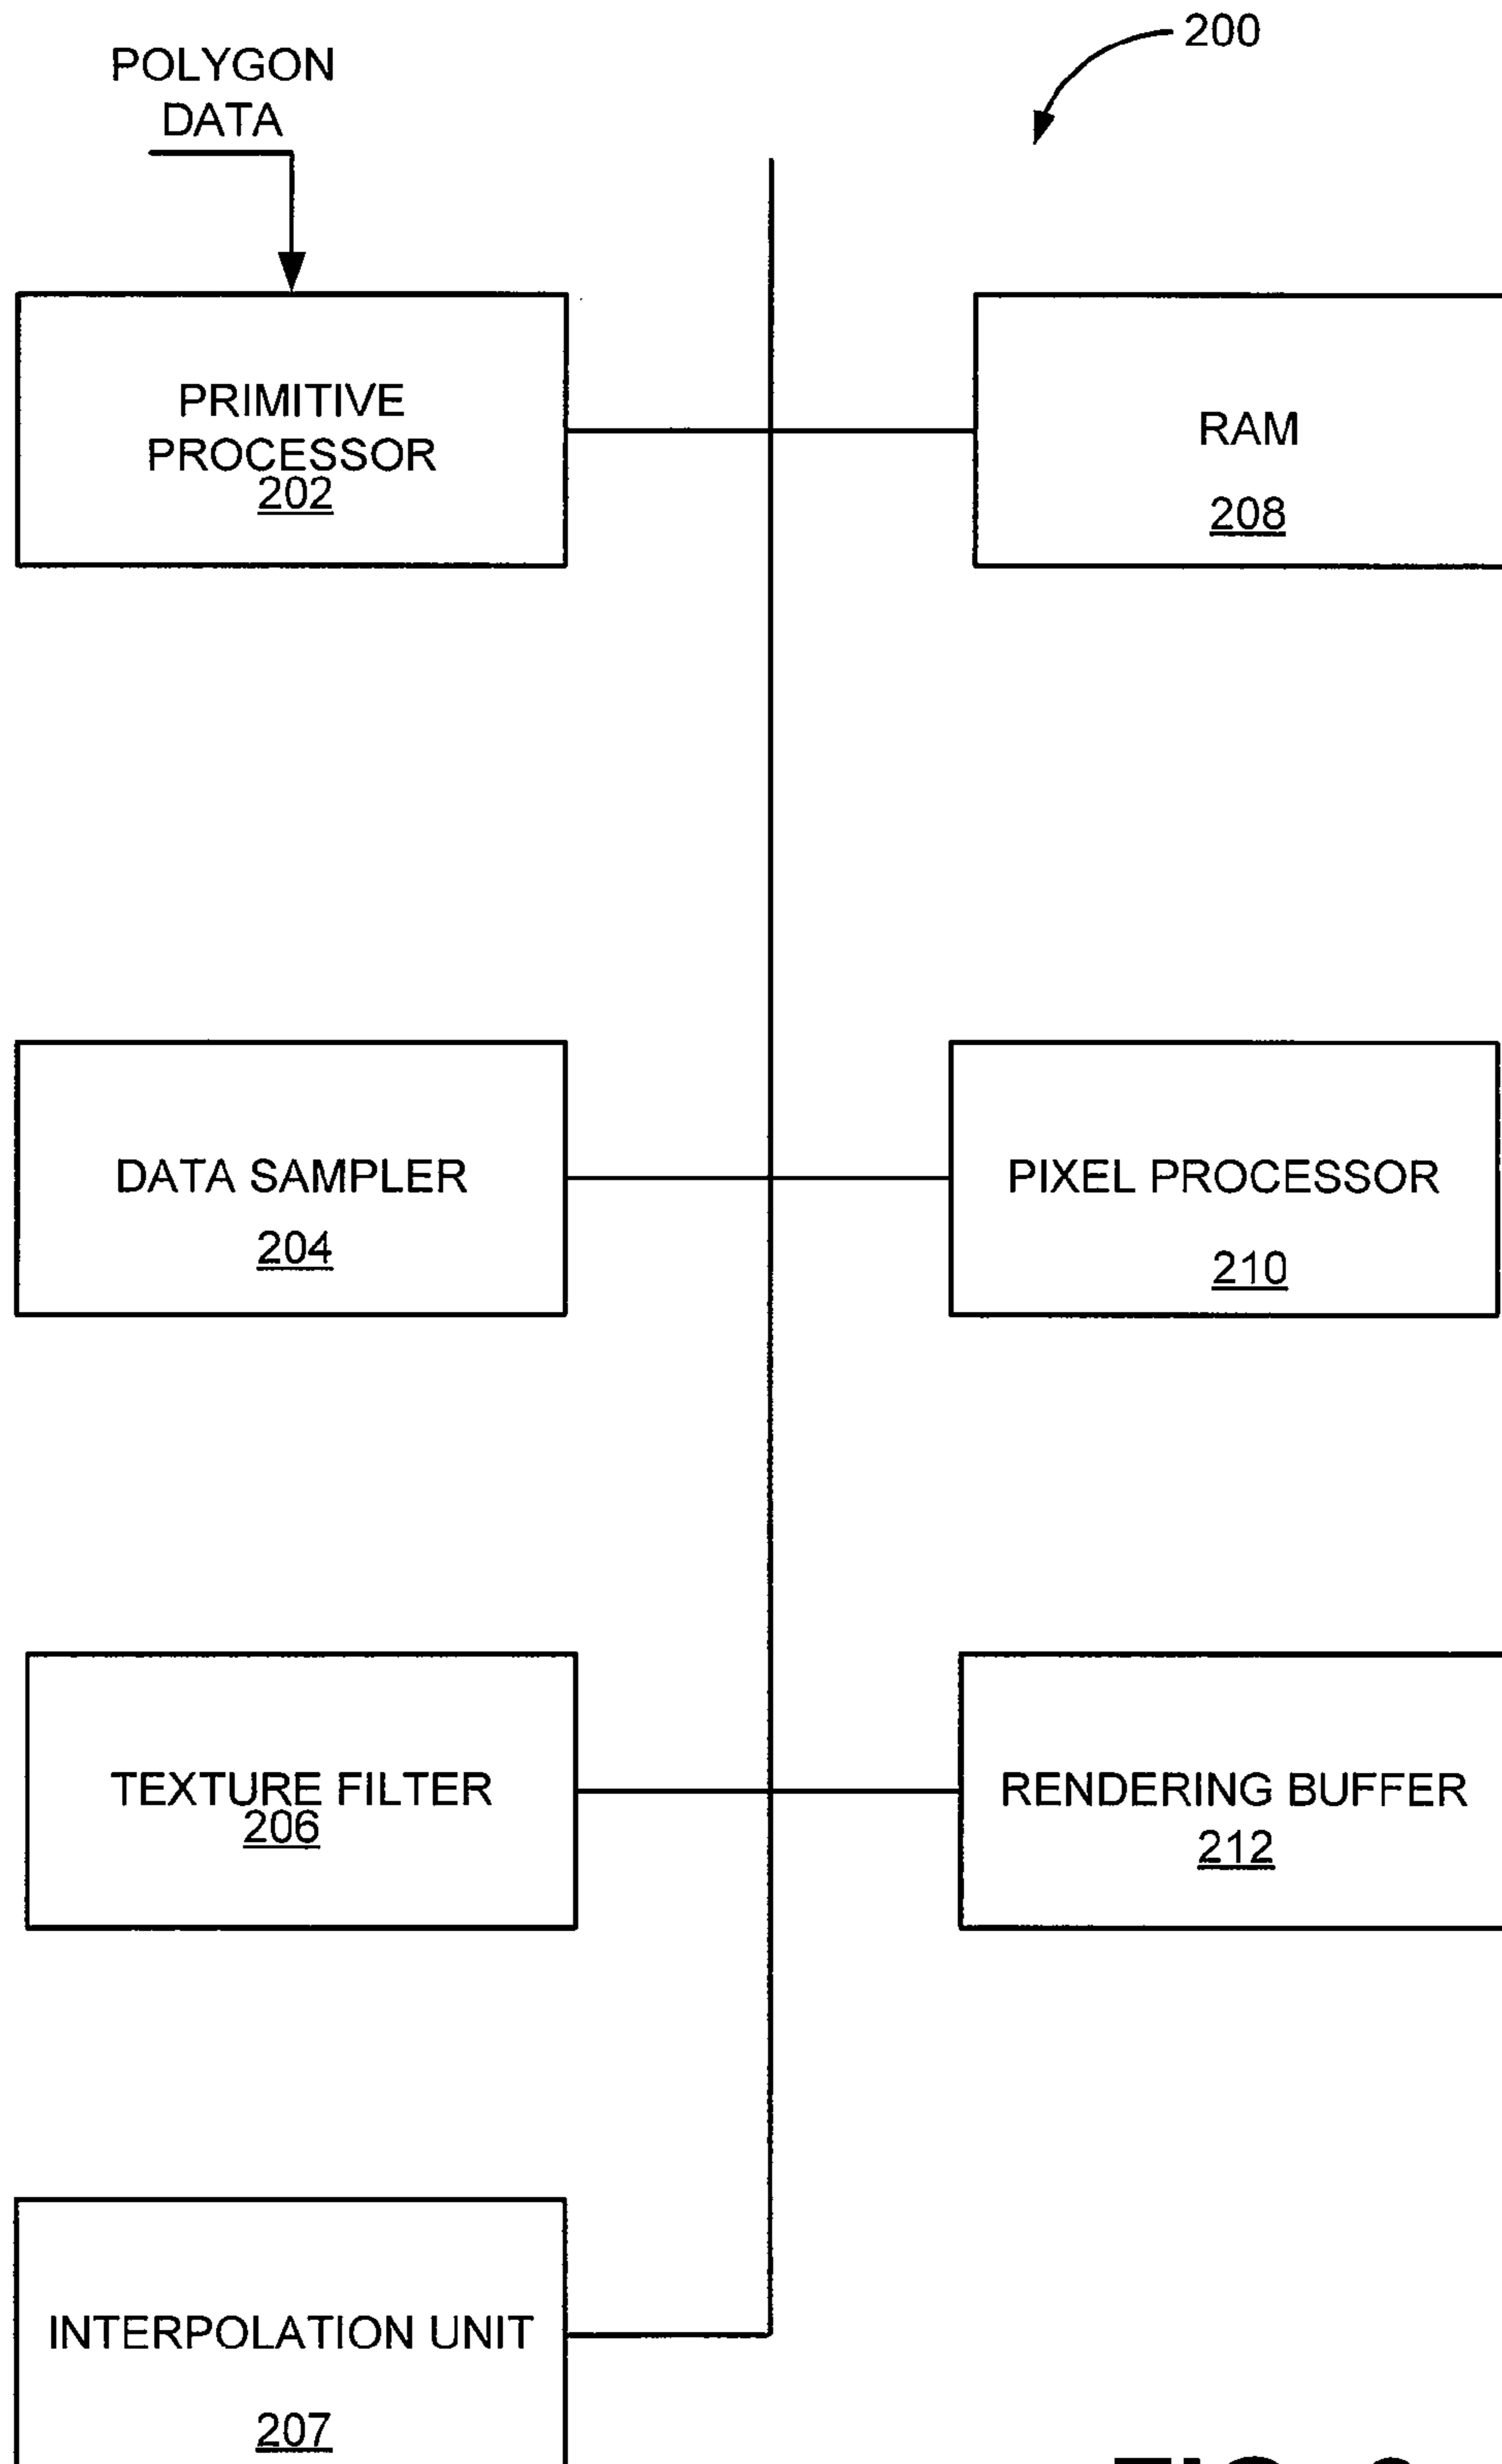 200
POLYGON
DATA
PRIMITIVE
PROCESSOR
202
RAM
208
DATA SAMPLER
204
PIXEL PROCESSOR
210
TEXTURE FILTER
206
RENDERING BUFFER
212
INTERPOLATION UNIT
207